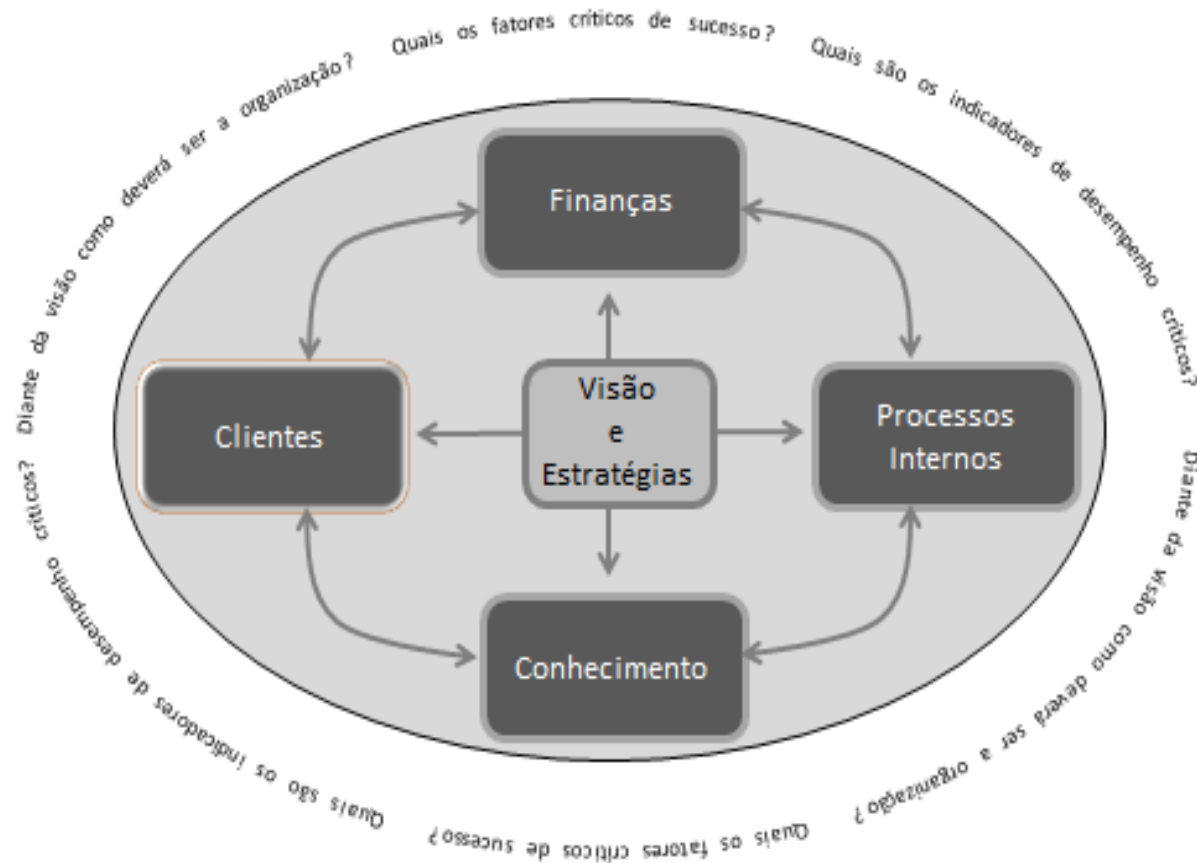 Diante da visão como deverá ser a organização? Quais os fatores críticos de sucesso? Quais são os indicadores de desempenho críticos?
Finanças
Clientes
Visão
e
Estratégias
Processos
Internos
Conhecimento
Diante da visão como deverá ser a organização? Quais os fatores críticos de sucesso? Quais são os indicadores de desempenho críticos?